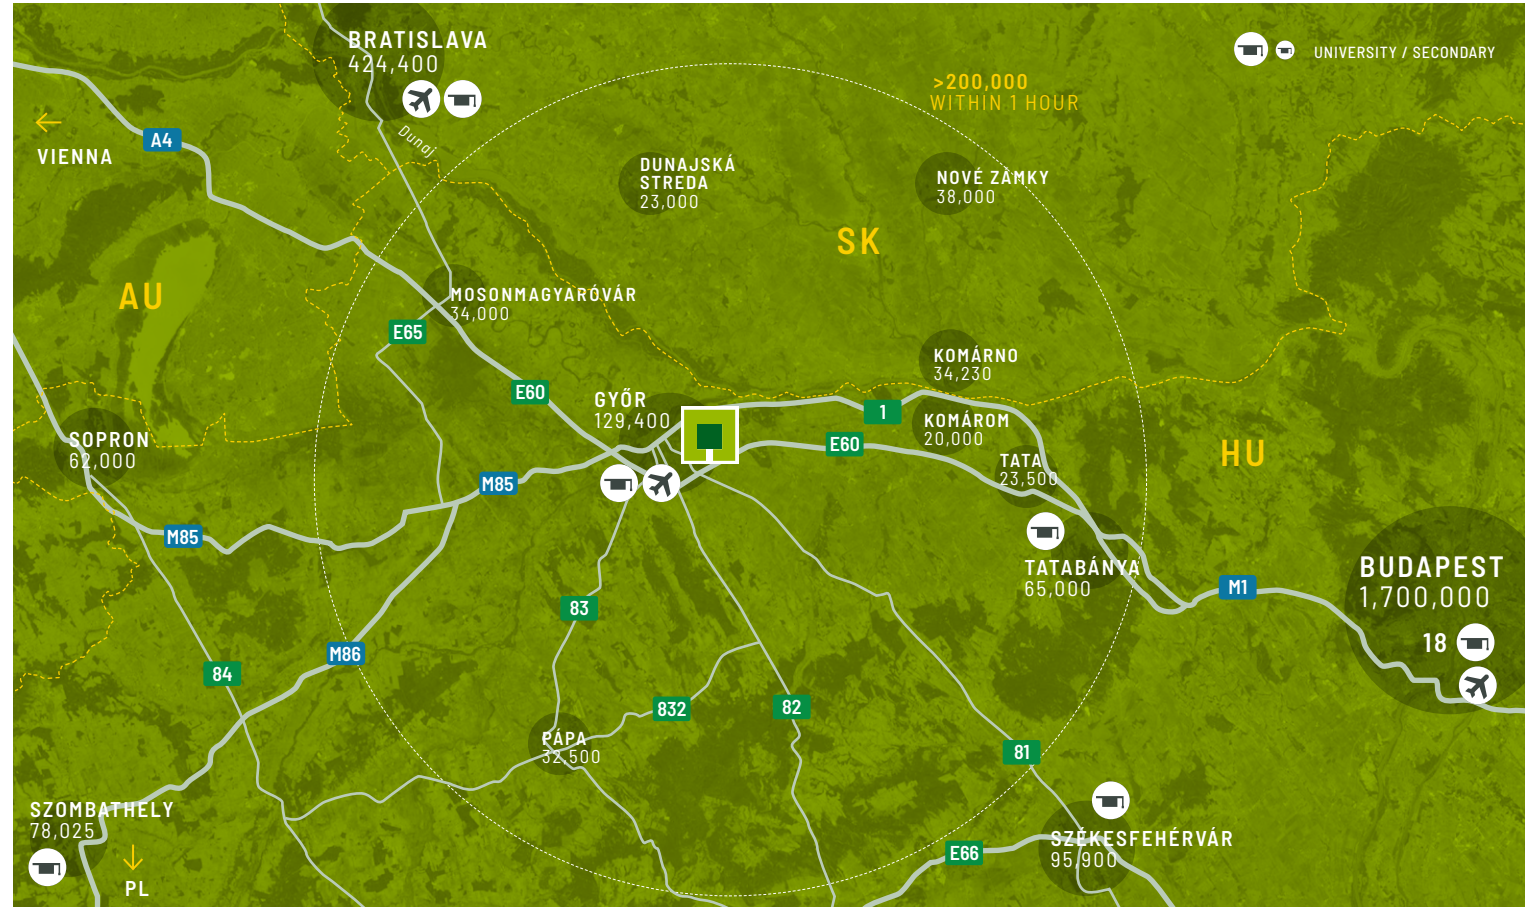 BRATISLAVA
424,400
UNIVERSITY / SECONDARY
>200,000
WITHIN 1 HOUR
A4
VIENNA
Dunaj
DUNAJSKÁ
STREDA
23,000
NOVÉ ZÀMKY
38,000
SK
AU
MOSONMAGYARÓVÁR
34,000
E65
E60
GYŐR
129,400
KOMÁRNO
34,230
1
KOMÁROM
20,000
E60
TATA
23,500
HU
SOPRON
62,000
M85
M85
TATABÁNYA
65,000
M1
BUDAPEST
1,700,000
18
83
M86
84
832
82
PÁPA
32,500
81
SZOMBATHELY
78,025
PL
E66
SZÉKESFEHÉRVÁR
95,900